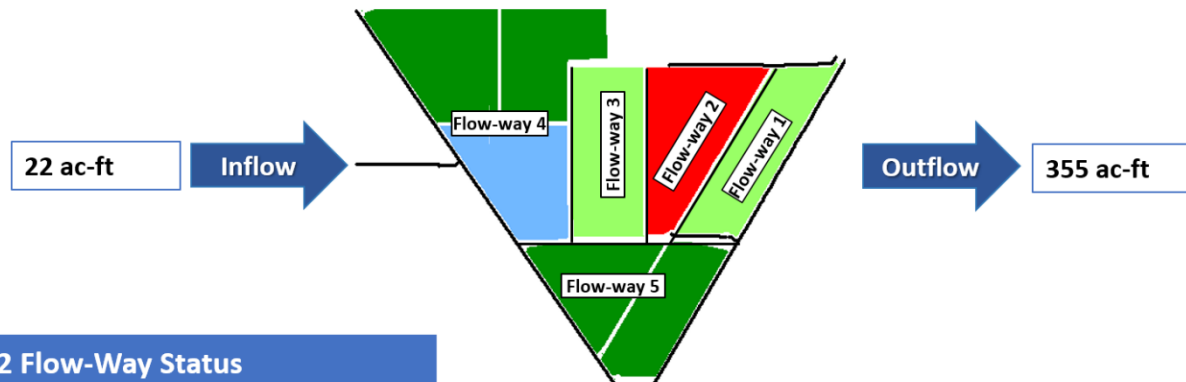 22 ac-ft
Inflow
Flow-way 4
Flow-way 3
Flow-way 2
Flow-way 1
Outflow
355 ac-ft
Flow-way 5
2 Flow-Way Status